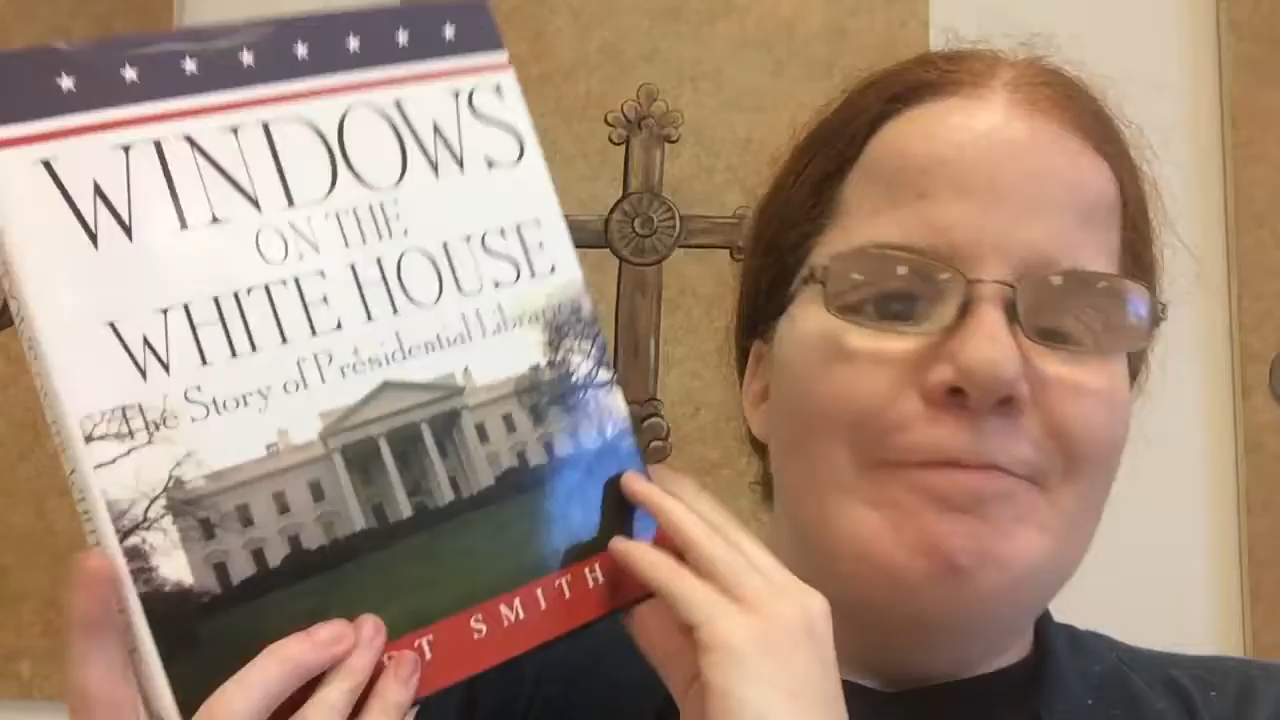 WINDOWS
ON THE
WHITE HOUSE
The Story of Presidential
SMITH